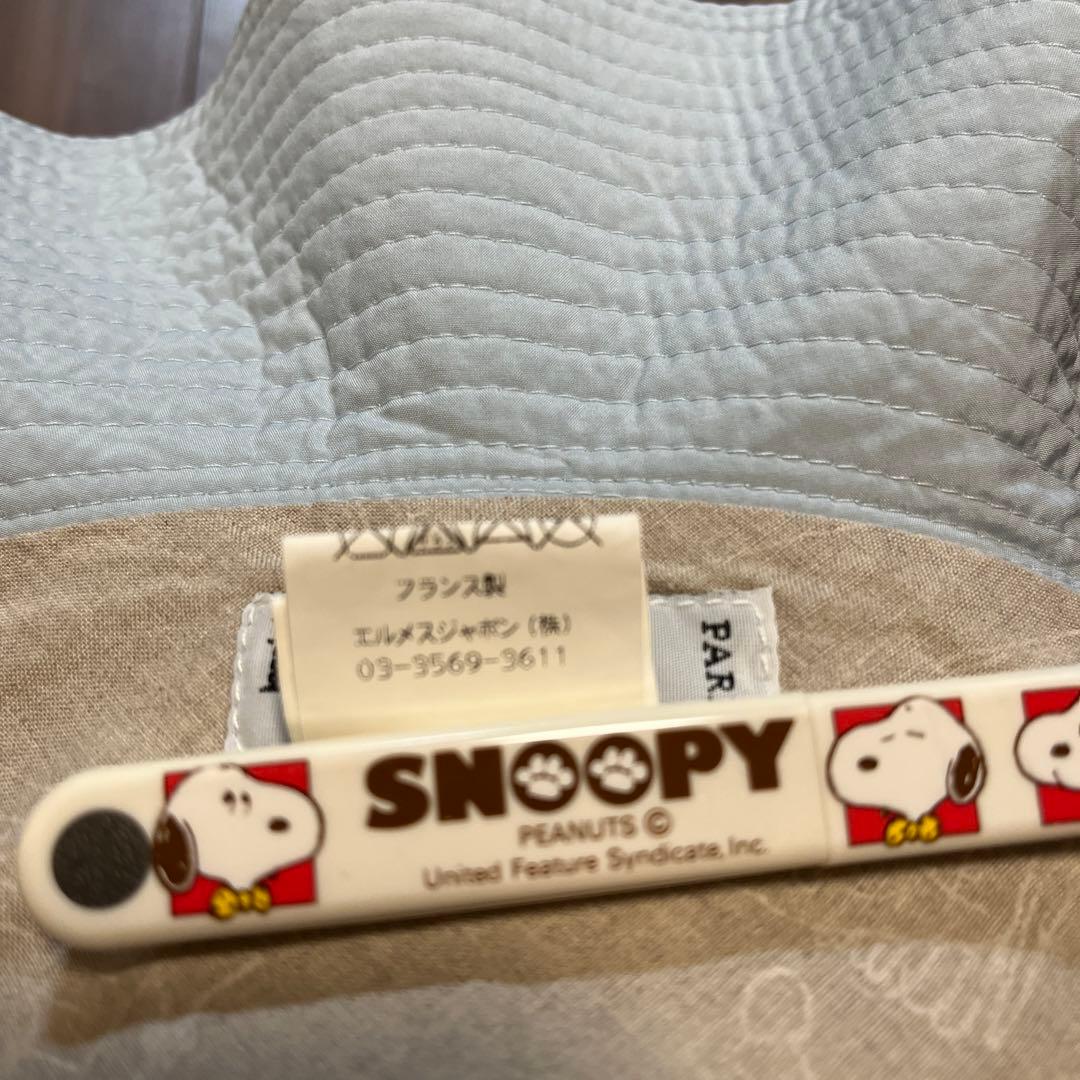 フランス製
エルメスジャポン(株)
03-3569-3611
PAR
SNOOPY
PEANUTS ©
United Feature Syndicate, Inc.